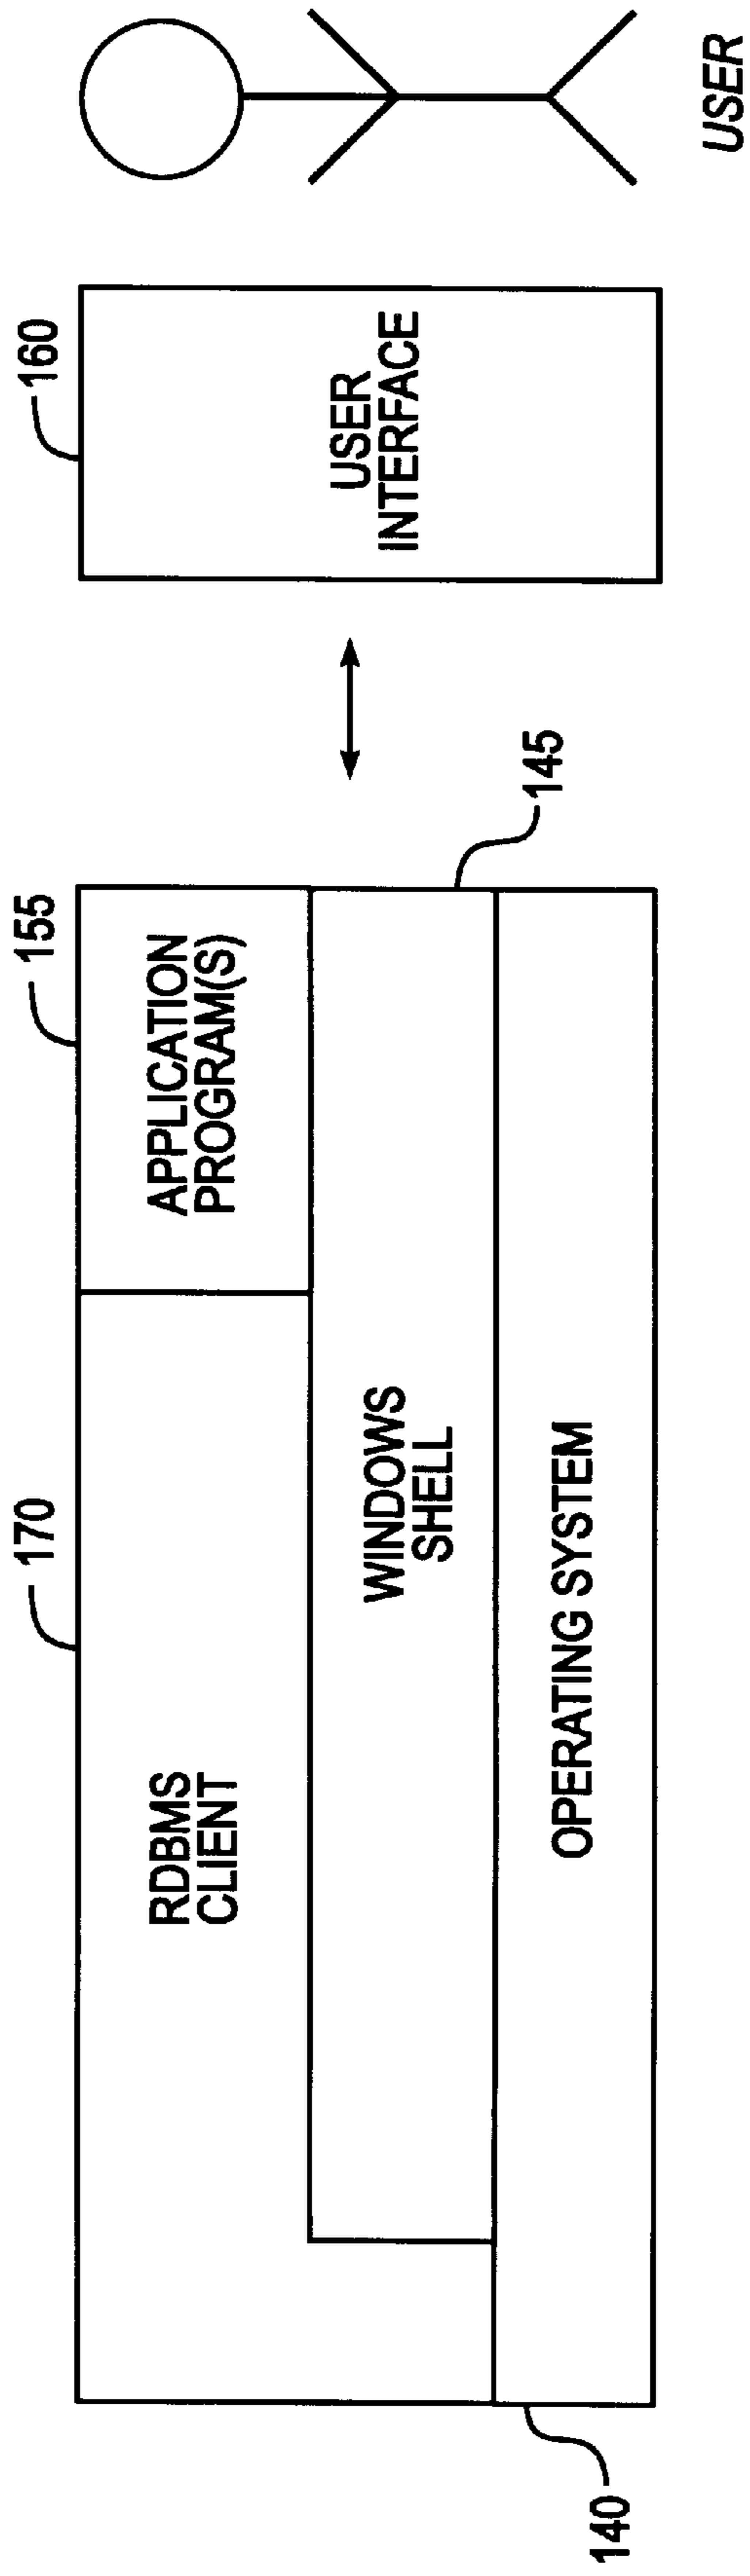 170
155
160
RDBMS
CLIENT
APPLICATION
PROGRAM(S)
USER
INTERFACE
WINDOWS
SHELL
OPERATING SYSTEM
140
145
USER